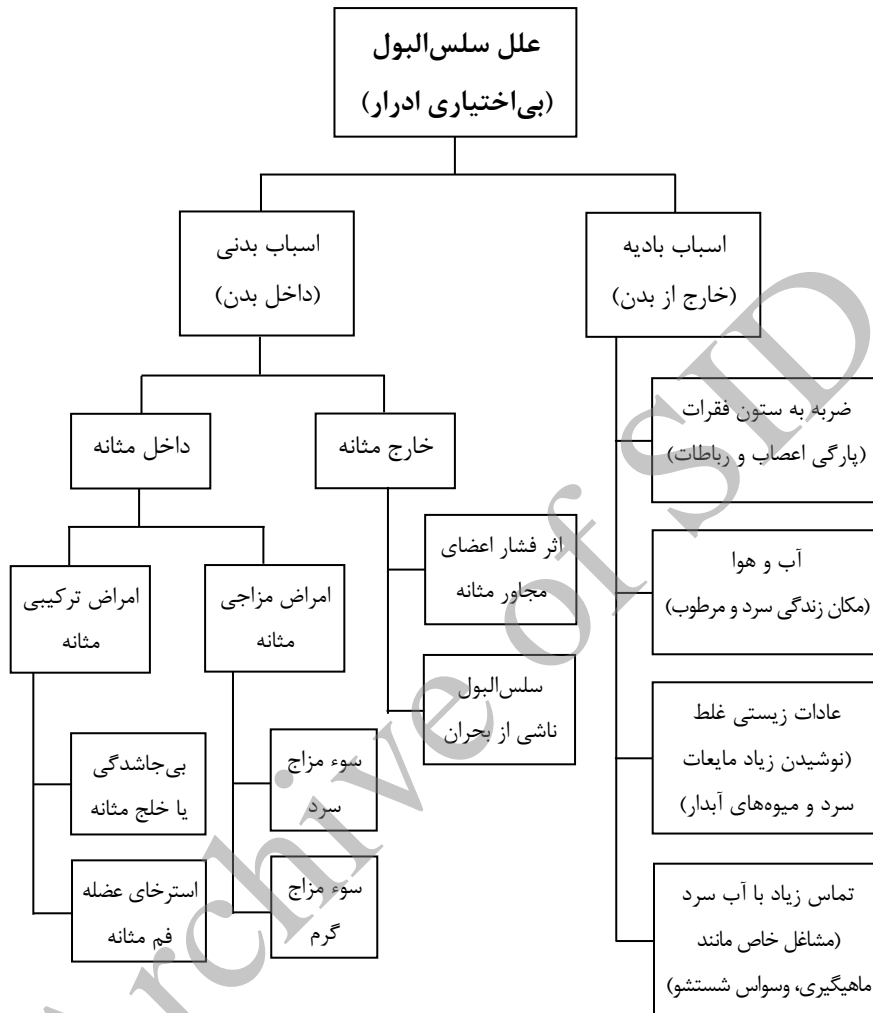 علل سلس‌البول
(بی‌اختیاری ادرار)
اسباب بادیه
(خارج از بدن)
ضربه به ستون فقرات
(پارگی اعصاب و رباطات)
آب و هوا
(مکان زندگی سرد و مرطوب)
عادات زیستی غلط
(نوشیدن زیاد مایعات
سرد و میوه‌های آبدار)
تماس زیاد با آب سرد
(مشاغل خاص مانند
ماهیگیری، وسواس شستشو)
اسباب بدنی
(داخل بدن)
خارج مثانه
اثر فشار اعضای
مجاور مثانه
سلس‌البول
ناشی از بحران
داخل مثانه
امراض مزاجی
مثانه
سوء مزاج
سرد
سوء مزاج
گرم
امراض ترکیبی
مثانه
بی‌جاشدگی
یا خلج مثانه
استرخای عضله
فم مثانه
Archive of SID